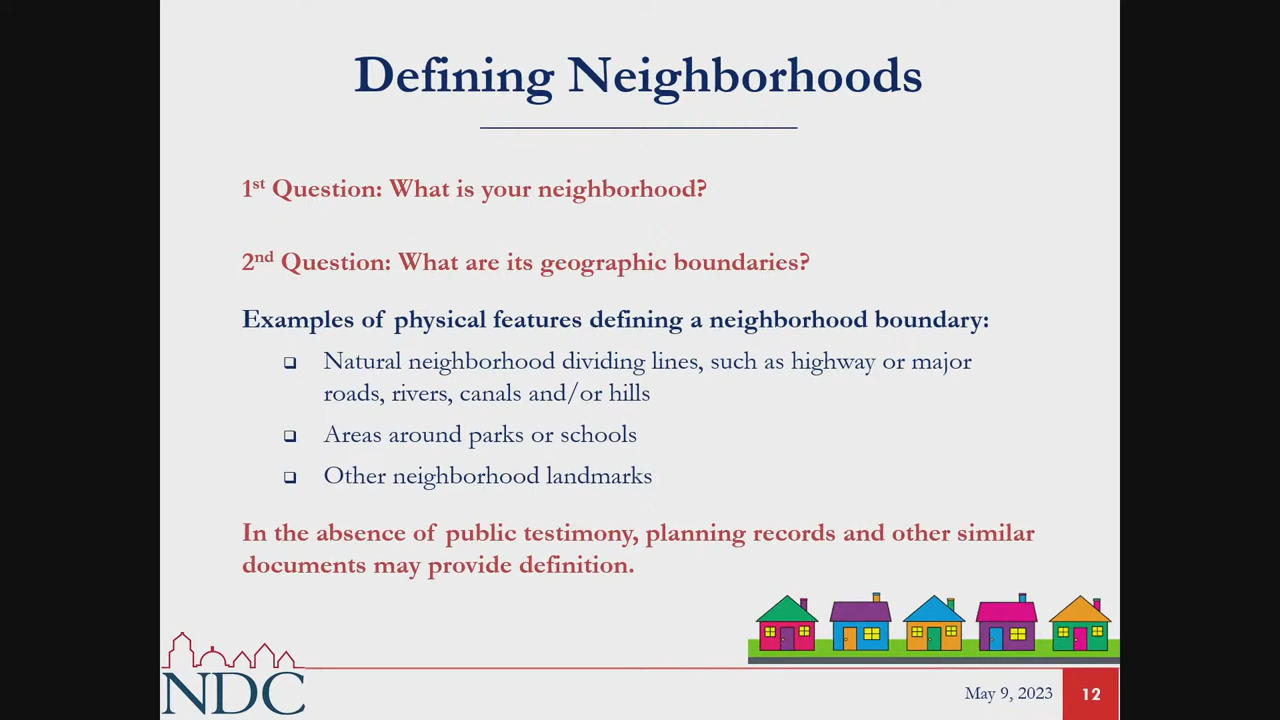 Defining Neighborhoods
1st Question: What is your neighborhood?
2nd Question: What are its geographic boundaries?
Examples of physical features defining a neighborhood boundary:
❑ Natural neighborhood dividing lines, such as highway or major
roads, rivers, canals and/or hills
❑ Areas around parks or schools
❑ Other neighborhood landmarks
In the absence of public testimony, planning records and other similar
documents may provide definition.
NDC
May 9, 2023
12